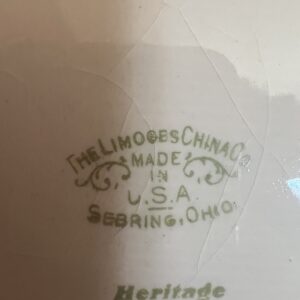 THE LIMOGES CHINA CO.
MADE
IN
U.S.A.
SEBRING, OHIO.
Heritage